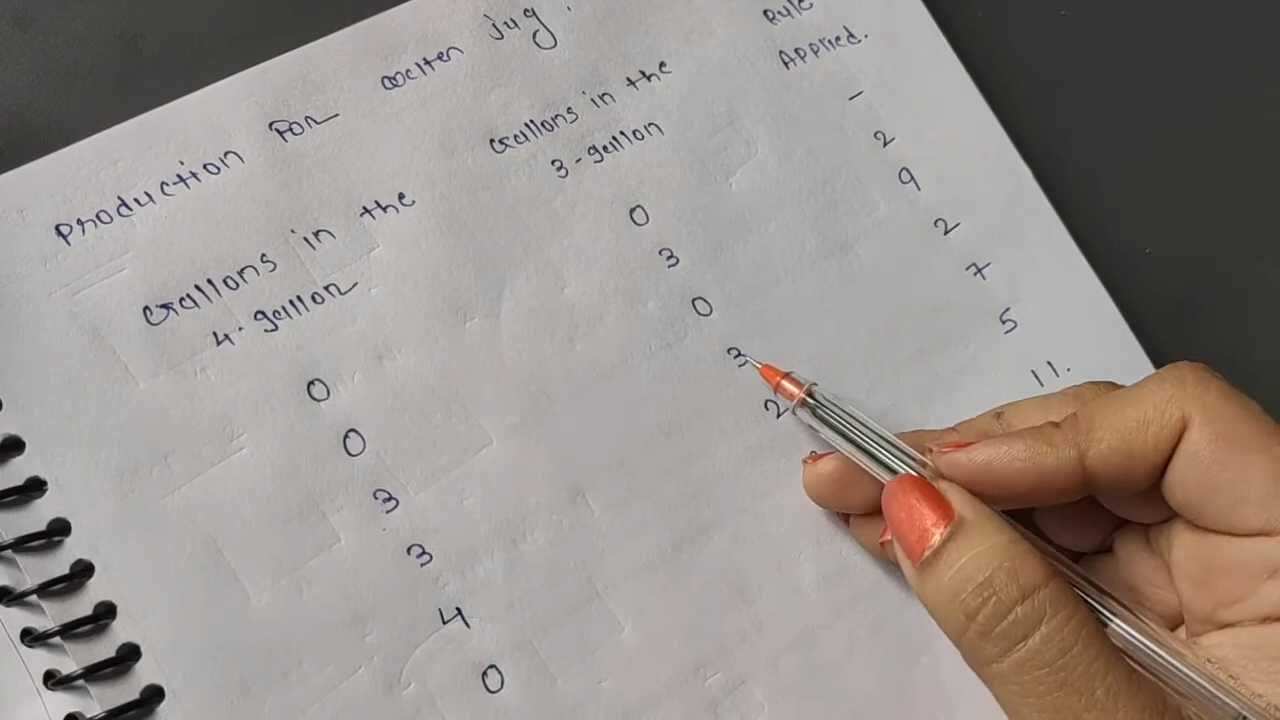 Production For water jug.
Gallons in the
4-gallon
Gallons in the
3-gallon
Rule
Applied.
0 0 -
0 3 2
3 0 9
3 3 2
4 2 7
0 5
11.